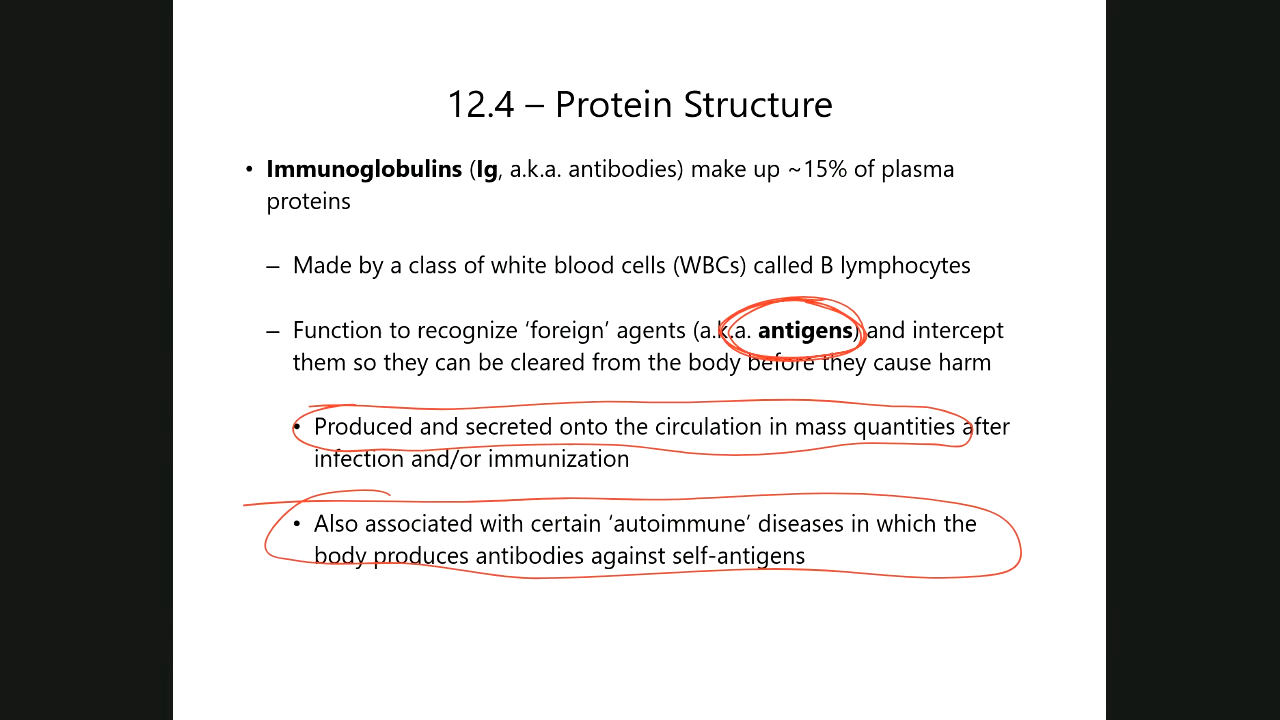 12.4 – Protein Structure
• Immunoglobulins (Ig, a.k.a. antibodies) make up ~15% of plasma
proteins
– Made by a class of white blood cells (WBCs) called B lymphocytes
– Function to recognize ‘foreign’ agents (a.k.a. antigens) and intercept
them so they can be cleared from the body before they cause harm
• Produced and secreted onto the circulation in mass quantities after
infection and/or immunization
• Also associated with certain ‘autoimmune’ diseases in which the
body produces antibodies against self-antigens